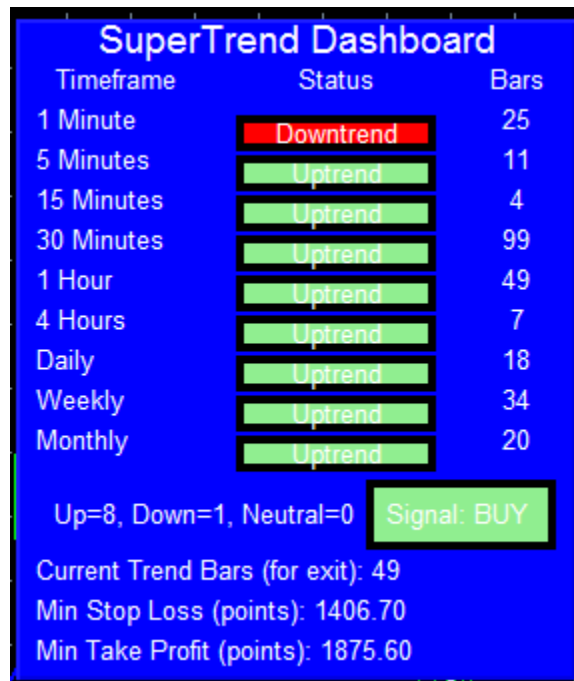 SuperTrend Dashboard
Timeframe Status Bars
1 Minute Downtrend 25
5 Minutes Uptrend 11
15 Minutes Uptrend 4
30 Minutes Uptrend 99
1 Hour Uptrend 49
4 Hours Uptrend 7
Daily Uptrend 18
Weekly Uptrend 34
Monthly Uptrend 20
Up=8, Down=1, Neutral=0 Signal: BUY
Current Trend Bars (for exit): 49
Min Stop Loss (points): 1406.70
Min Take Profit (points): 1875.60